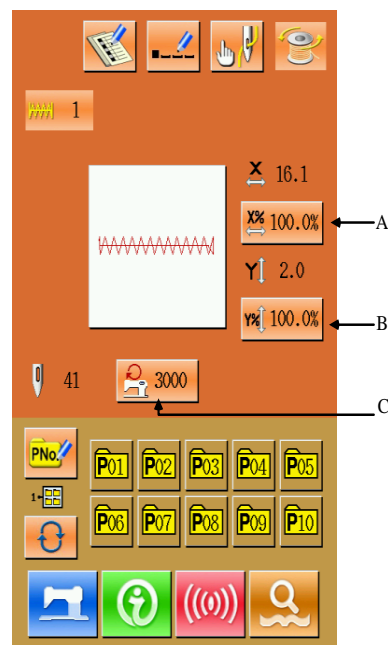 1
X 16.1
X% 100.0% A
Y 2.0
Y% 100.0% B
41 3000
C
PNo. P01 P02 P03 P04 P05
1-
P06 P07 P08 P09 P10